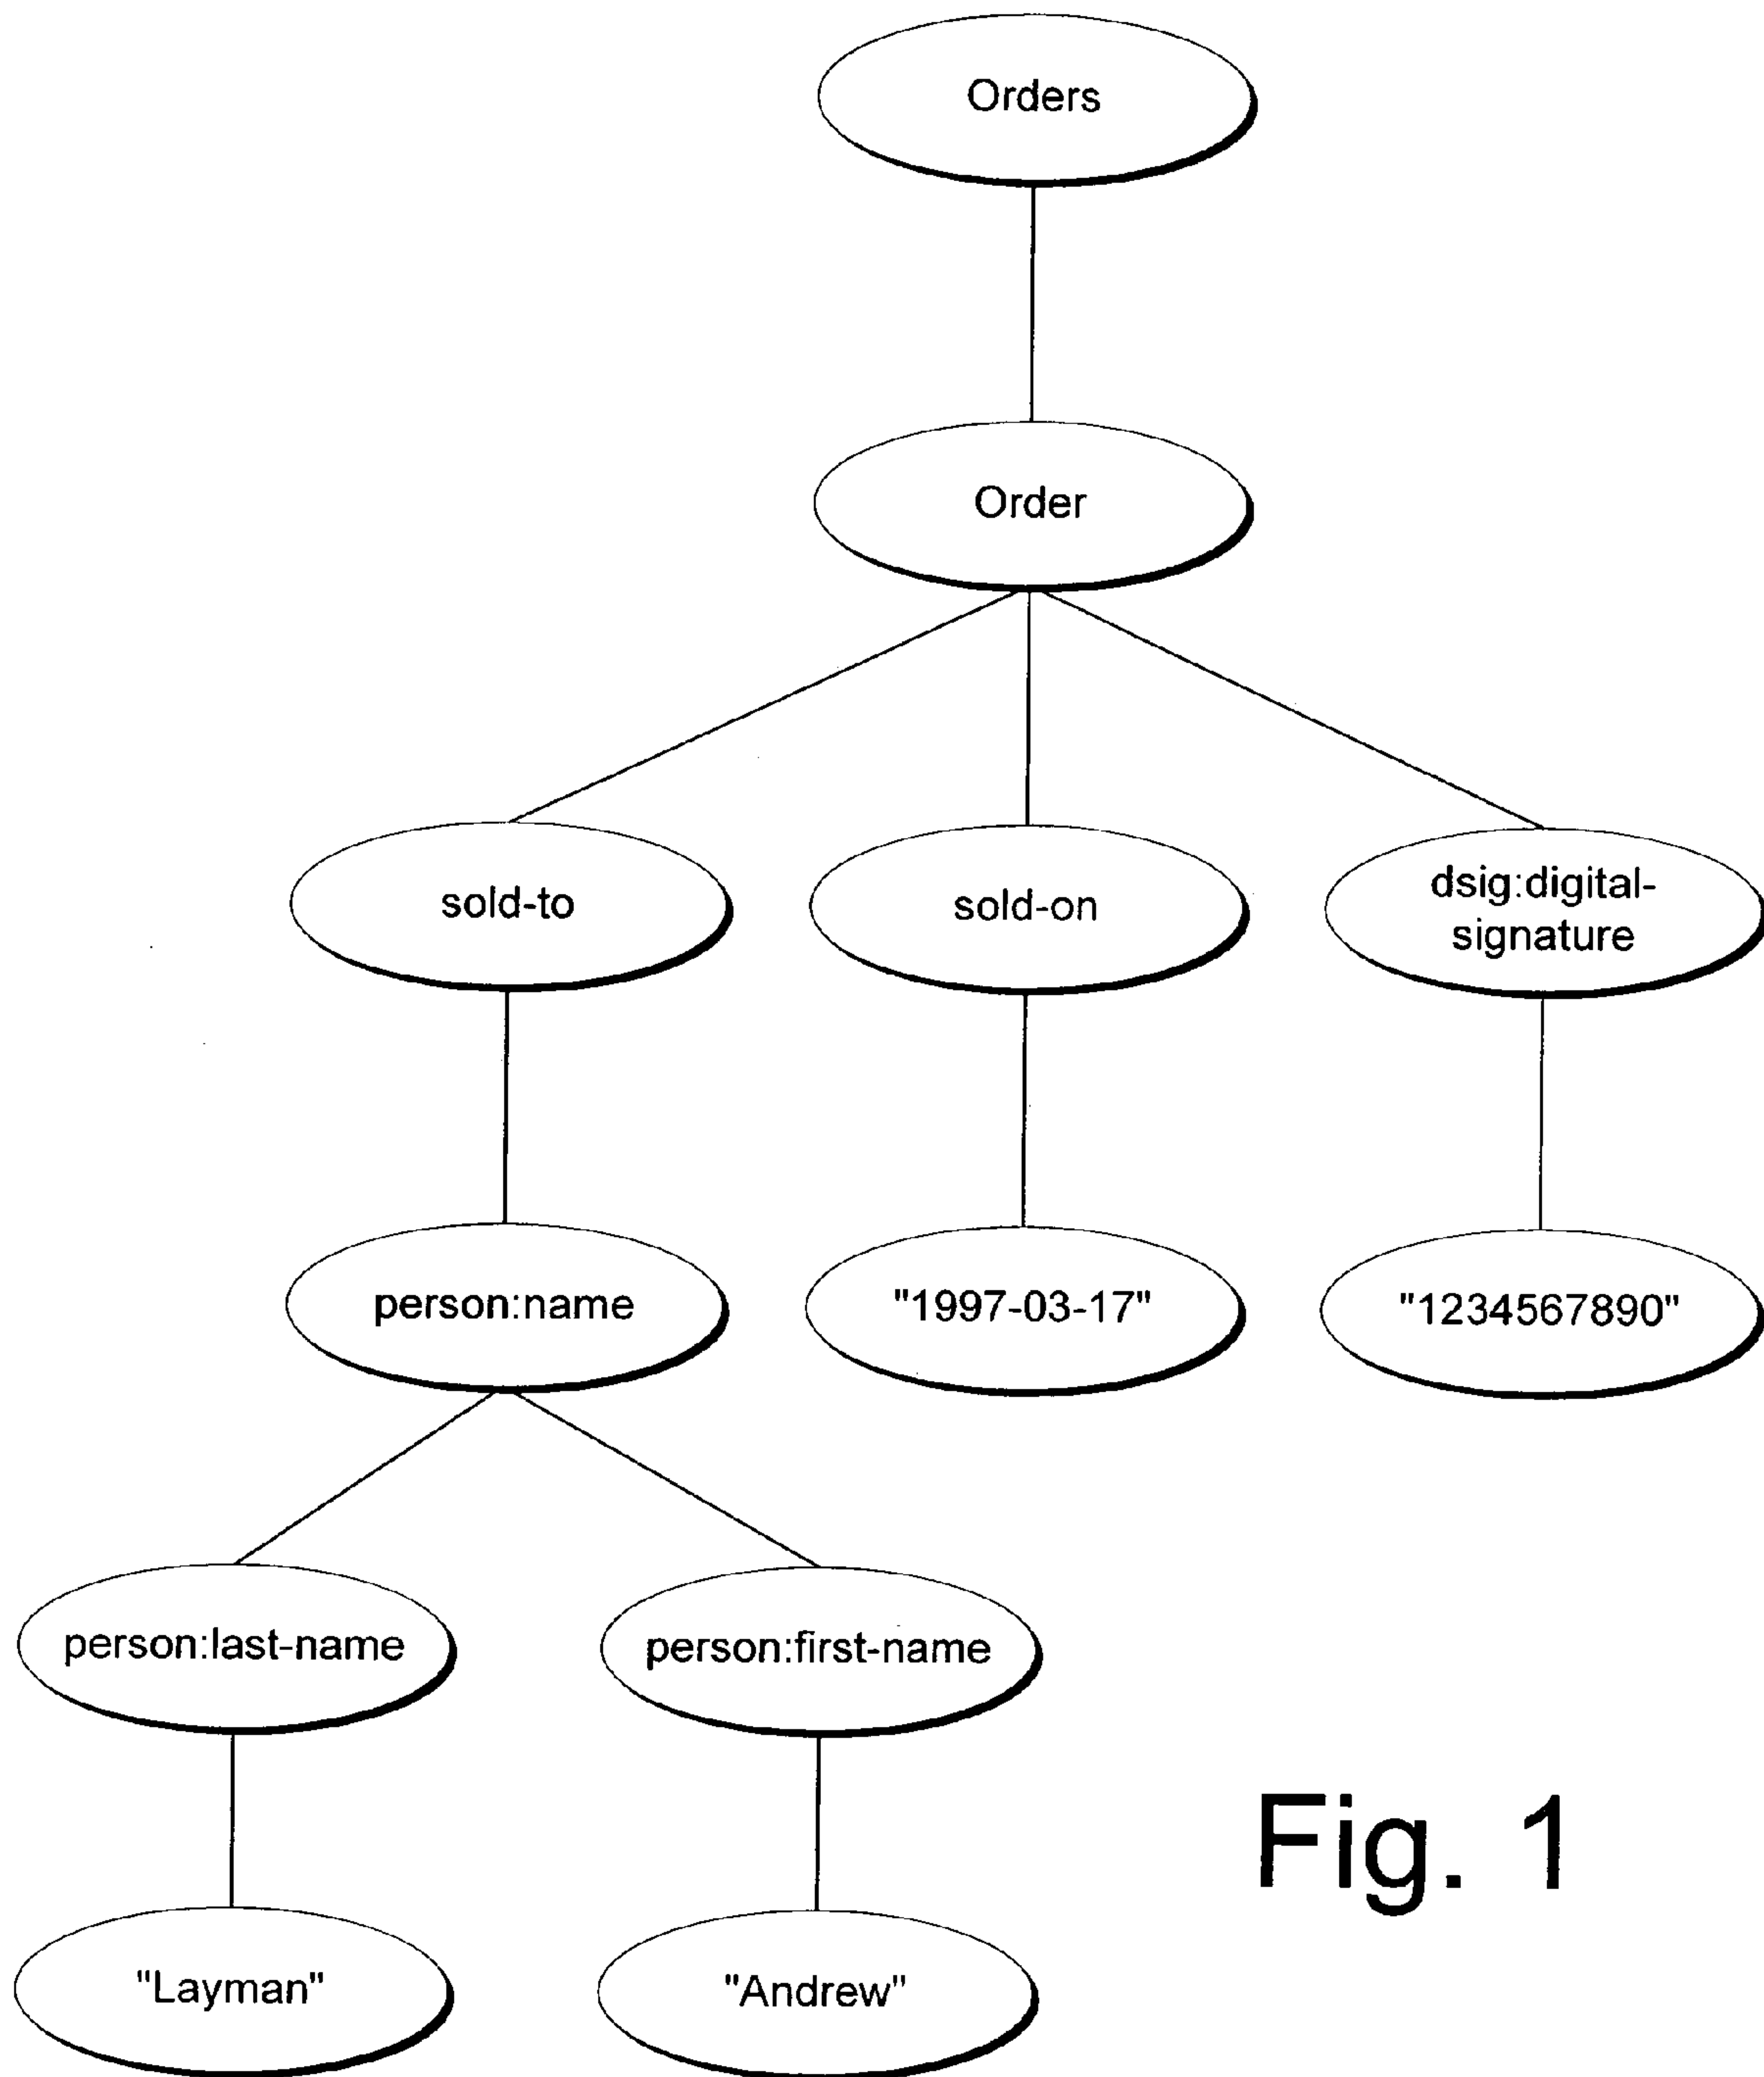 Orders
Order
sold-to
sold-on
dsig:digital-
signature
person:name
"1997-03-17"
"1234567890"
person:last-name
person:first-name
"Layman"
"Andrew"
Fig. 1